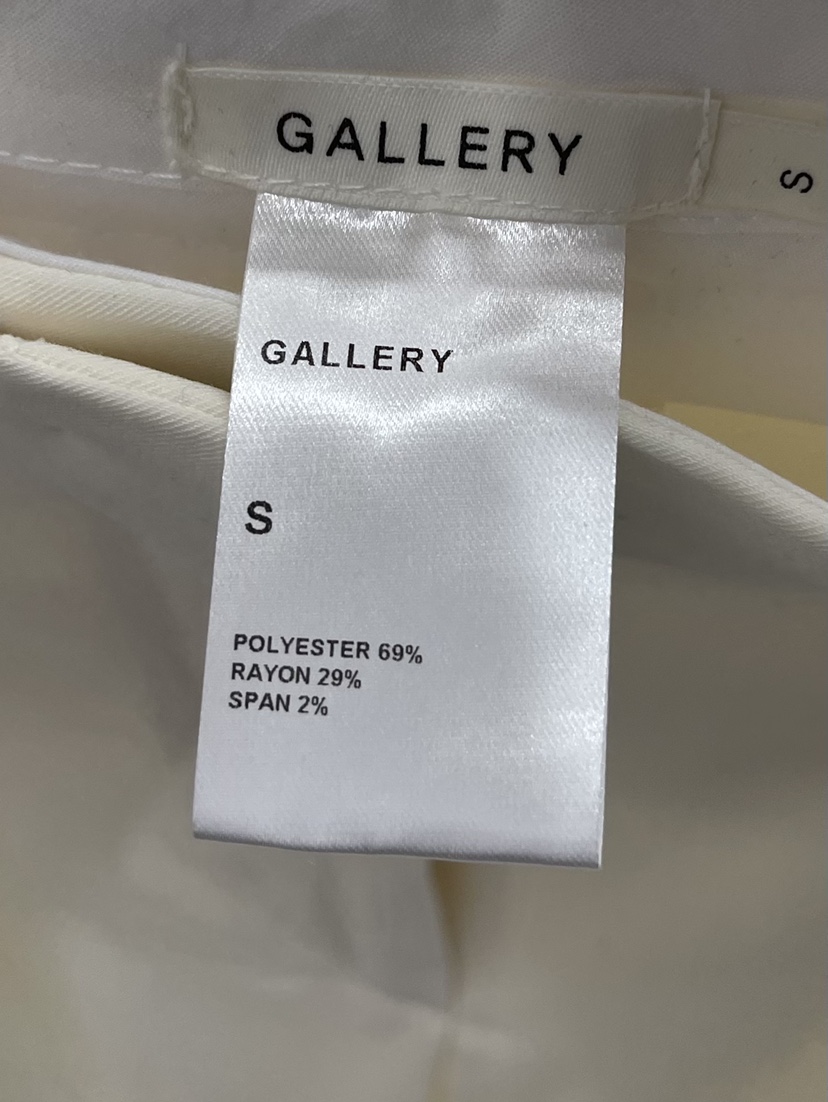 GALLERY
S
GALLERY
S
POLYESTER 69%
RAYON 29%
SPAN 2%